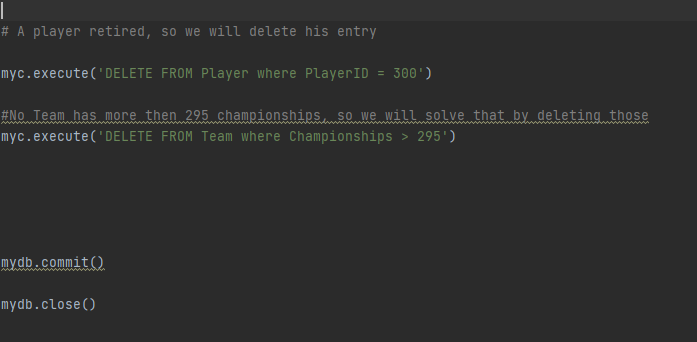 # A player retired, so we will delete his entry
myc.execute('DELETE FROM Player where PlayerID = 300')
#No Team has more then 295 championships, so we will solve that by deleting those
myc.execute('DELETE FROM Team where Championships > 295')
mydb.commit()
mydb.close()